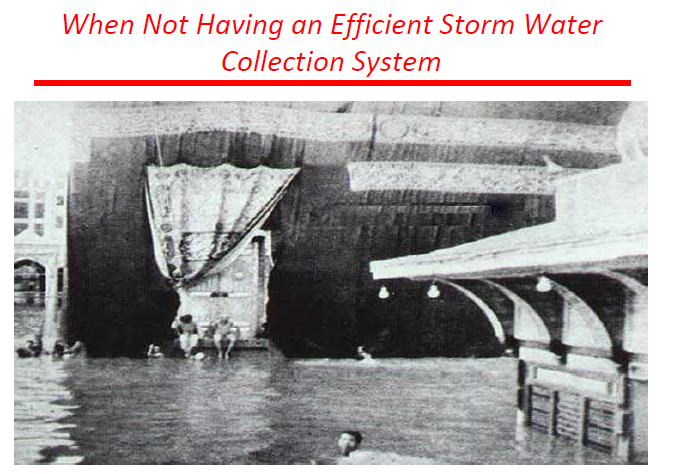 When Not Having an Efficient Storm Water
Collection System